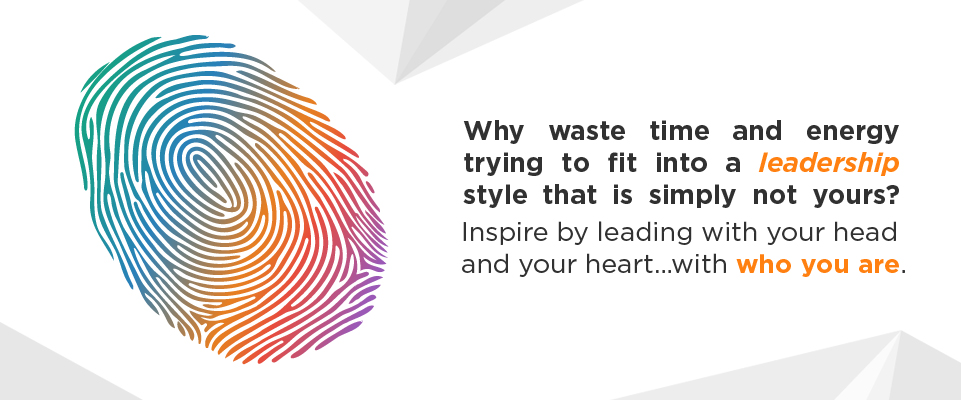 Why waste time and energy
trying to fit into a leadership
style that is simply not yours?
Inspire by leading with your head
and your heart...with who you are.